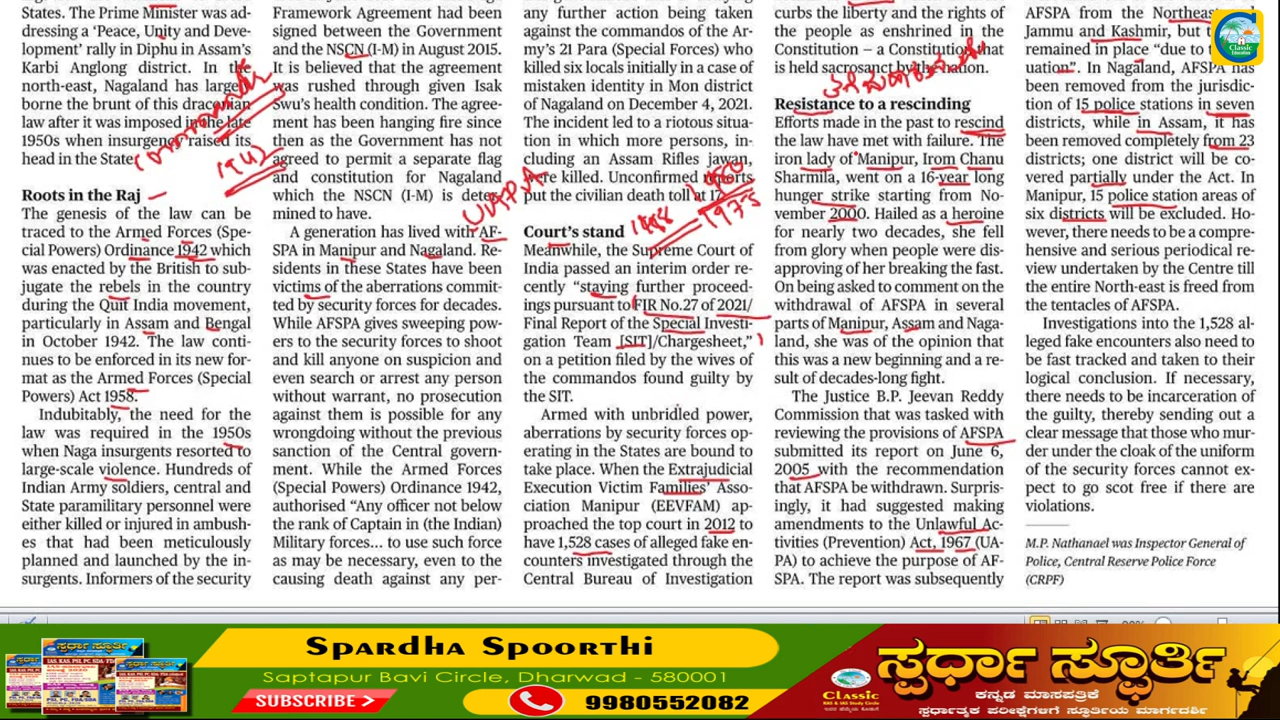 States. The Prime Minister was ad-
dressing a 'Peace, Unity and Deve-
lopment' rally in Diphu in Assam's
Karbi Anglong district. In the
north-east, Nagaland has largely
borne the brunt of this draconian
law after it was imposed in the late
1950s when insurgency raised its
head in the State.
Roots in the Raj
The genesis of the law can be
traced to the Armed Forces (Spe-
cial Powers) Ordinance 1942 which
was enacted by the British to sub-
jugate the rebels in the country
during the Quit India movement,
particularly in Assam and Bengal
in October 1942. The law conti-
nues to be enforced in its new for-
mat as the Armed Forces (Special
Powers) Act 1958.
Indubitably, the need for the
law was required in the 1950s
when Naga insurgents resorted to
large-scale violence. Hundreds of
Indian Army soldiers, central and
State paramilitary personnel were
either killed or injured in ambush-
es that had been meticulously
planned and launched by the in-
surgents. Informers of the security
1942
Framework Agreement had been
signed between the Government
and the NSCN (I-M) in August 2015.
It is believed that the agreement
was rushed through given Isak
Swu's health condition. The agree-
ment has been hanging fire since
then as the Government has not
agreed to permit a separate flag
and constitution for Nagaland
which the NSCN (I-M) is deter-
mined to have.
A generation has lived with AF-
SPA in Manipur and Nagaland. Re-
sidents in these States have been
victims of the aberrations commit-
ted by security forces for decades.
While AFSPA gives sweeping pow-
ers to the security forces to shoot
and kill anyone on suspicion and
even search or arrest any person
without warrant, no prosecution
against them is possible for any
wrongdoing without the previous
sanction of the Central govern-
ment. While the Armed Forces
(Special Powers) Ordinance 1942,
authorised "Any officer not below
the rank of Captain in (the Indian)
Military forces... to use such force
as may be necessary, even to the
causing death against any per-
UAPA
any further action being taken
against the commandos of the Ar-
my's 21 Para (Special Forces) who
killed six locals initially in a case of
mistaken identity in Mon district
of Nagaland on December 4, 2021.
The incident led to a riotous situa-
tion in which more persons, in-
cluding an Assam Rifles jawan,
were killed. Unconfirmed reports
put the civilian death toll at 17.
Court's stand
Meanwhile, the Supreme Court of
India passed an interim order re-
cently "staying further proceed-
ings pursuant to FIR No.27 of 2021/
Final Report of the Special Investi-
gation Team [SIT]/Chargesheet,"
on a petition filed by the wives of
the commandos found guilty by
the SIT.
Armed with unbridled power,
aberrations by security forces op-
erating in the States are bound to
take place. When the Extrajudicial
Execution Victim Families' Asso-
ciation Manipur (EEVFAM) ap-
proached the top court in 2012 to
have 1,528 cases of alleged fake en-
counters investigated through the
Central Bureau of Investigation
curbs the liberty and the rights of
the people as enshrined in the
Constitution – a Constitution that
is held sacrosanct by the nation.
Resistance to a rescinding
Efforts made in the past to rescind
the law have met with failure. The
iron lady of Manipur, Irom Chanu
Sharmila, went on a 16-year long
hunger strike starting from No-
vember 2000. Hailed as a heroine
for nearly two decades, she fell
from glory when people were dis-
approving of her breaking the fast.
On being asked to comment on the
withdrawal of AFSPA in several
parts of Manipur, Assam and Naga-
land, she was of the opinion that
this was a new beginning and a re-
sult of decades-long fight.
The Justice B.P. Jeevan Reddy
Commission that was tasked with
reviewing the provisions of AFSPA
submitted its report on June 6,
2005 with the recommendation
that AFSPA be withdrawn. Surpris-
ingly, it had suggested making
amendments to the Unlawful Ac-
tivities (Prevention) Act, 1967 (UA-
PA) to achieve the purpose of AF-
SPA. The report was subsequently
AFSPA from the Northeast and
Jammu and Kashmir, but
remained in place "due to
uation". In Nagaland, AFSPA has
been removed from the jurisdic-
tion of 15 police stations in seven
districts, while in Assam, it has
been removed completely from 23
districts; one district will be co-
vered partially under the Act. In
Manipur, 15 police station areas of
six districts will be excluded. Ho-
wever, there needs to be a compre-
hensive and serious periodical re-
view undertaken by the Centre till
the entire North-east is freed from
the tentacles of AFSPA.
Investigations into the 1,528 al-
leged fake encounters also need to
be fast tracked and taken to their
logical conclusion. If necessary,
there needs to be incarceration of
the guilty, thereby sending out a
clear message that those who mur-
der under the cloak of the uniform
of the security forces cannot ex-
pect to go scot free if there are
violations.
M.P. Nathanael was Inspector General of
Police, Central Reserve Police Force
(CRPF)
Classic
Education
SPARDHA SPOORTHI
Saptapur Bavi Circle, Dharwad - 580001
SUBSCRIBE
9980552082
Classic
KAS & IAS Study Circle
ಸ್ಪರ್ಧಾ ಸ್ಫೂರ್ತಿ
ಕನ್ನಡ ಮಾಸಪತ್ರಿಕೆ
ಸ್ಪರ್ಧಾತ್ಮಕ ಪರೀಕ್ಷೆಗಳಿಗೆ ಸ್ಫೂರ್ತಿಯ ಮಾರ್ಗದರ್ಶಿ